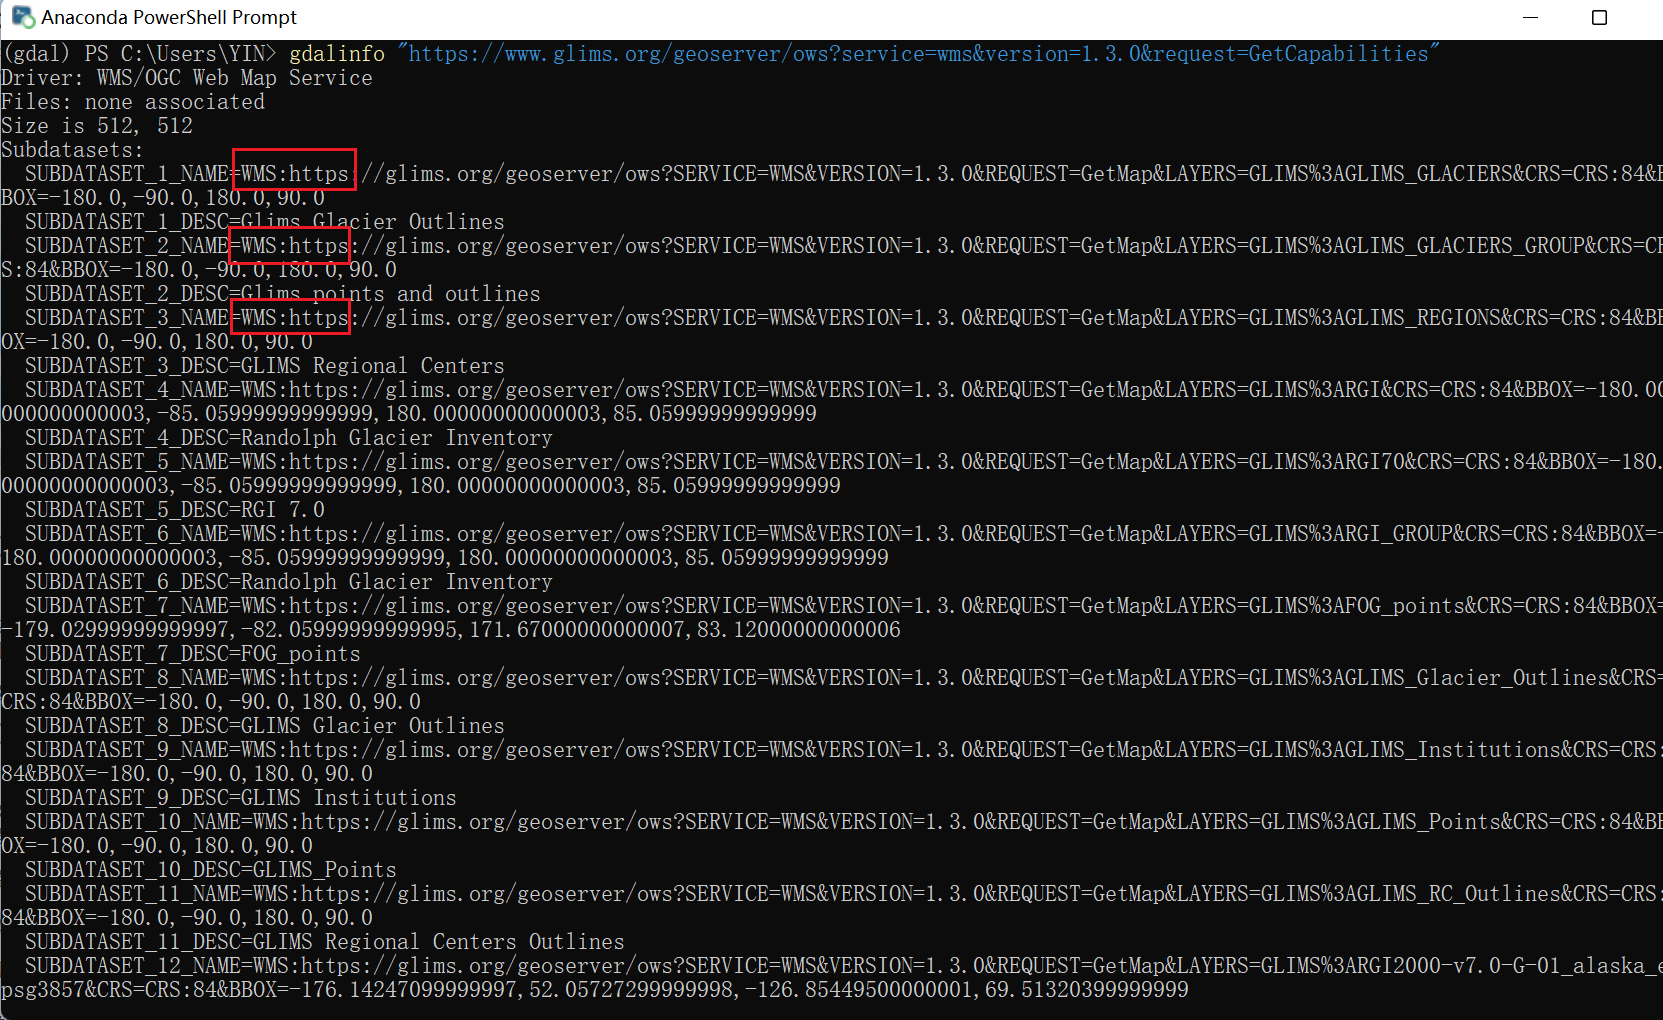 Anaconda PowerShell Prompt
(gdal) PS C:\Users\YIN> gdalinfo "https://www.glims.org/geoserver/ows?service=wms&version=1.3.0&request=GetCapabilities"
Driver: WMS/OGC Web Map Service
Files: none associated
Size is 512, 512
Subdatasets:
  SUBDATASET_1_NAME=WMS:https://glims.org/geoserver/ows?SERVICE=WMS&VERSION=1.3.0&REQUEST=GetMap&LAYERS=GLIMS%3AGLIMS_GLACIERS&CRS=CRS:84&B
BOX=-180.0,-90.0,180.0,90.0
  SUBDATASET_1_DESC=Glims Glacier Outlines
  SUBDATASET_2_NAME=WMS:https://glims.org/geoserver/ows?SERVICE=WMS&VERSION=1.3.0&REQUEST=GetMap&LAYERS=GLIMS%3AGLIMS_GLACIERS_GROUP&CRS=CR
S:84&BBOX=-180.0,-90.0,180.0,90.0
  SUBDATASET_2_DESC=Glims points and outlines
  SUBDATASET_3_NAME=WMS:https://glims.org/geoserver/ows?SERVICE=WMS&VERSION=1.3.0&REQUEST=GetMap&LAYERS=GLIMS%3AGLIMS_REGIONS&CRS=CRS:84&BB
OX=-180.0,-90.0,180.0,90.0
  SUBDATASET_3_DESC=GLIMS Regional Centers
  SUBDATASET_4_NAME=WMS:https://glims.org/geoserver/ows?SERVICE=WMS&VERSION=1.3.0&REQUEST=GetMap&LAYERS=GLIMS%3ARGI&CRS=CRS:84&BBOX=-180.00
000000000003,-85.05999999999999,180.00000000000003,85.05999999999999
  SUBDATASET_4_DESC=Randolph Glacier Inventory
  SUBDATASET_5_NAME=WMS:https://glims.org/geoserver/ows?SERVICE=WMS&VERSION=1.3.0&REQUEST=GetMap&LAYERS=GLIMS%3ARGI70&CRS=CRS:84&BBOX=-180.
00000000000003,-85.05999999999999,180.00000000000003,85.05999999999999
  SUBDATASET_5_DESC=RGI 7.0
  SUBDATASET_6_NAME=WMS:https://glims.org/geoserver/ows?SERVICE=WMS&VERSION=1.3.0&REQUEST=GetMap&LAYERS=GLIMS%3ARGI_GROUP&CRS=CRS:84&BBOX=-
180.00000000000003,-85.05999999999999,180.00000000000003,85.05999999999999
  SUBDATASET_6_DESC=Randolph Glacier Inventory
  SUBDATASET_7_NAME=WMS:https://glims.org/geoserver/ows?SERVICE=WMS&VERSION=1.3.0&REQUEST=GetMap&LAYERS=GLIMS%3AFOG_points&CRS=CRS:84&BBOX=
-179.02999999999997,-82.05999999999995,171.67000000000007,83.12000000000006
  SUBDATASET_7_DESC=FOG_points
  SUBDATASET_8_NAME=WMS:https://glims.org/geoserver/ows?SERVICE=WMS&VERSION=1.3.0&REQUEST=GetMap&LAYERS=GLIMS%3AGLIMS_Glacier_Outlines&CRS=
CRS:84&BBOX=-180.0,-90.0,180.0,90.0
  SUBDATASET_8_DESC=GLIMS Glacier Outlines
  SUBDATASET_9_NAME=WMS:https://glims.org/geoserver/ows?SERVICE=WMS&VERSION=1.3.0&REQUEST=GetMap&LAYERS=GLIMS%3AGLIMS_Institutions&CRS=CRS:
84&BBOX=-180.0,-90.0,180.0,90.0
  SUBDATASET_9_DESC=GLIMS Institutions
  SUBDATASET_10_NAME=WMS:https://glims.org/geoserver/ows?SERVICE=WMS&VERSION=1.3.0&REQUEST=GetMap&LAYERS=GLIMS%3AGLIMS_Points&CRS=CRS:84&BB
OX=-180.0,-90.0,180.0,90.0
  SUBDATASET_10_DESC=GLIMS_Points
  SUBDATASET_11_NAME=WMS:https://glims.org/geoserver/ows?SERVICE=WMS&VERSION=1.3.0&REQUEST=GetMap&LAYERS=GLIMS%3AGLIMS_RC_Outlines&CRS=CRS:
84&BBOX=-180.0,-90.0,180.0,90.0
  SUBDATASET_11_DESC=GLIMS Regional Centers Outlines
  SUBDATASET_12_NAME=WMS:https://glims.org/geoserver/ows?SERVICE=WMS&VERSION=1.3.0&REQUEST=GetMap&LAYERS=GLIMS%3ARGI2000-v7.0-G-01_alaska_e
psg3857&CRS=CRS:84&BBOX=-176.14247099999997,52.05727299999998,-126.85449500000001,69.51320399999999